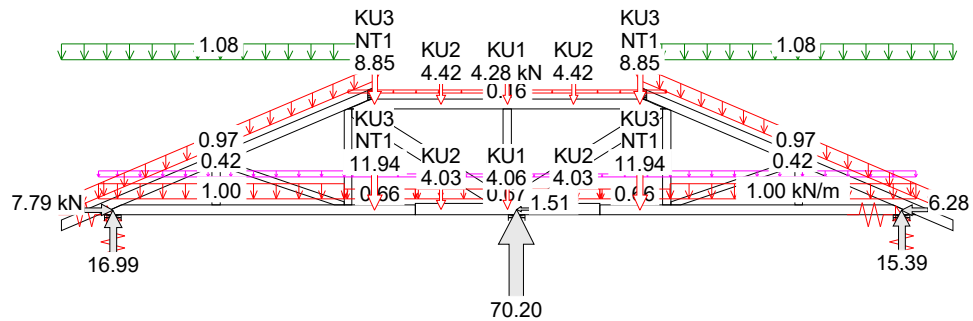 KU3
NT1
8.85
KU2
4.42
KU1
4.28 kN
0.16
KU2
4.42
KU3
NT1
8.85
1.08
1.08
0.97
0.42
1.00
KU3
NT1
11.94
0.66
KU2
4.03
KU1
4.06
0.67
KU2
4.03
1.51
KU3
NT1
11.94
0.66
0.97
0.42
1.00 kN/m
7.79 kN
6.28
16.99
70.20
15.39